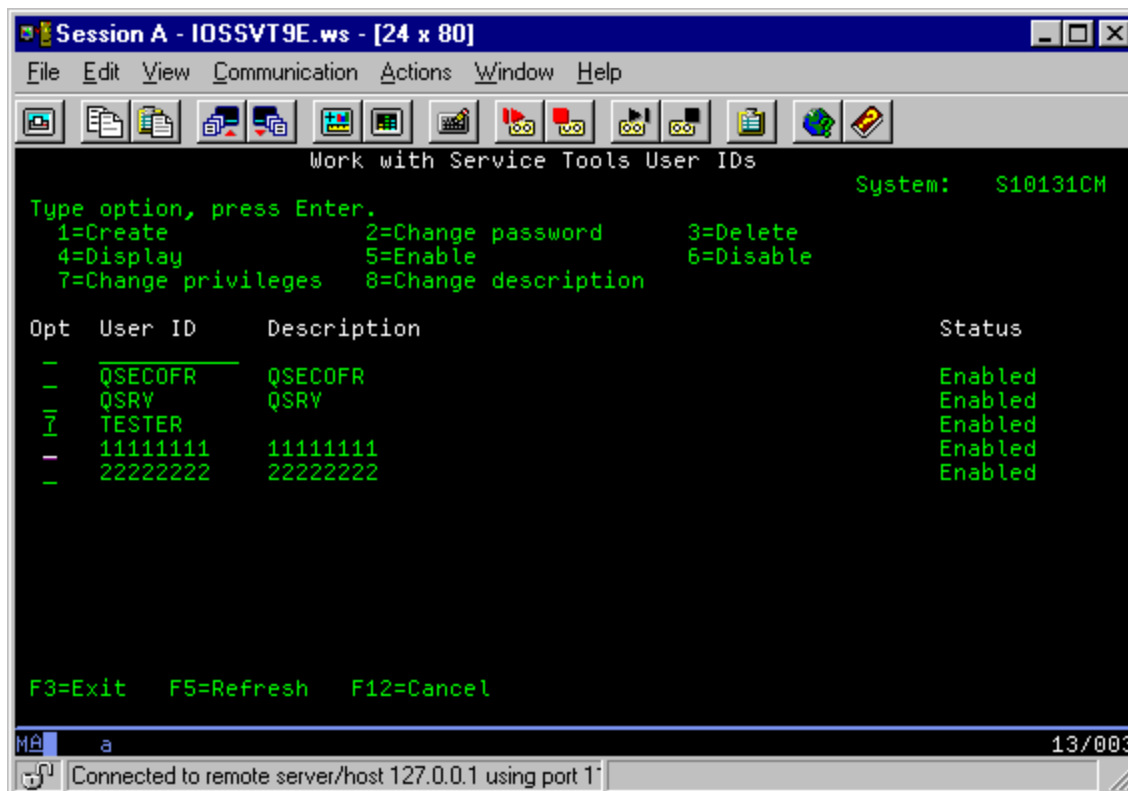 Session A - IOSSVT9E.ws - [24 x 80]
File Edit View Communication Actions Window Help
Work with Service Tools User IDs
System: S10131CM
Type option, press Enter.
1=Create 2=Change password 3=Delete
4=Display 5=Enable 6=Disable
7=Change privileges 8=Change description
Opt User ID Description Status
QSECOFR QSECOFR Enabled
QSRV QSRV Enabled
7 TESTER Enabled
11111111 11111111 Enabled
22222222 22222222 Enabled
F3=Exit F5=Refresh F12=Cancel
MA a 13/003
Connected to remote server/host 127.0.0.1 using port 1